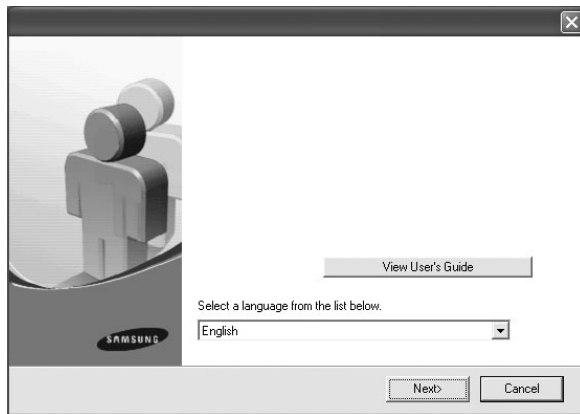 View User's Guide
Select a language from the list below.
English
SAMSUNG
Next>
Cancel